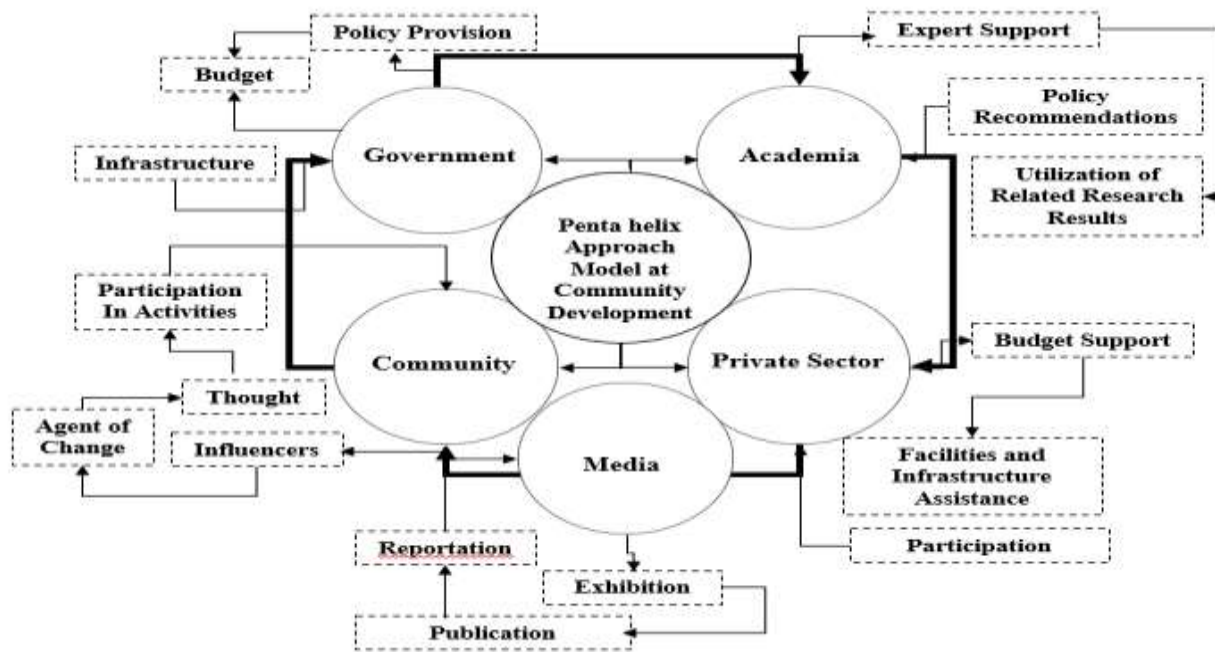 Policy Provision
Expert Support
Budget
Policy
Recommendations
Government
Academia
Infrastructure
Utilization of
Related Research
Results
Penta helix
Approach
Model at
Community
Development
Participation
In Activities
Community
Private Sector
Budget Support
Thought
Agent of
Change
Influencers
Media
Facilities and
Infrastructure
Assistance
Reportation
Participation
Exhibition
Publication